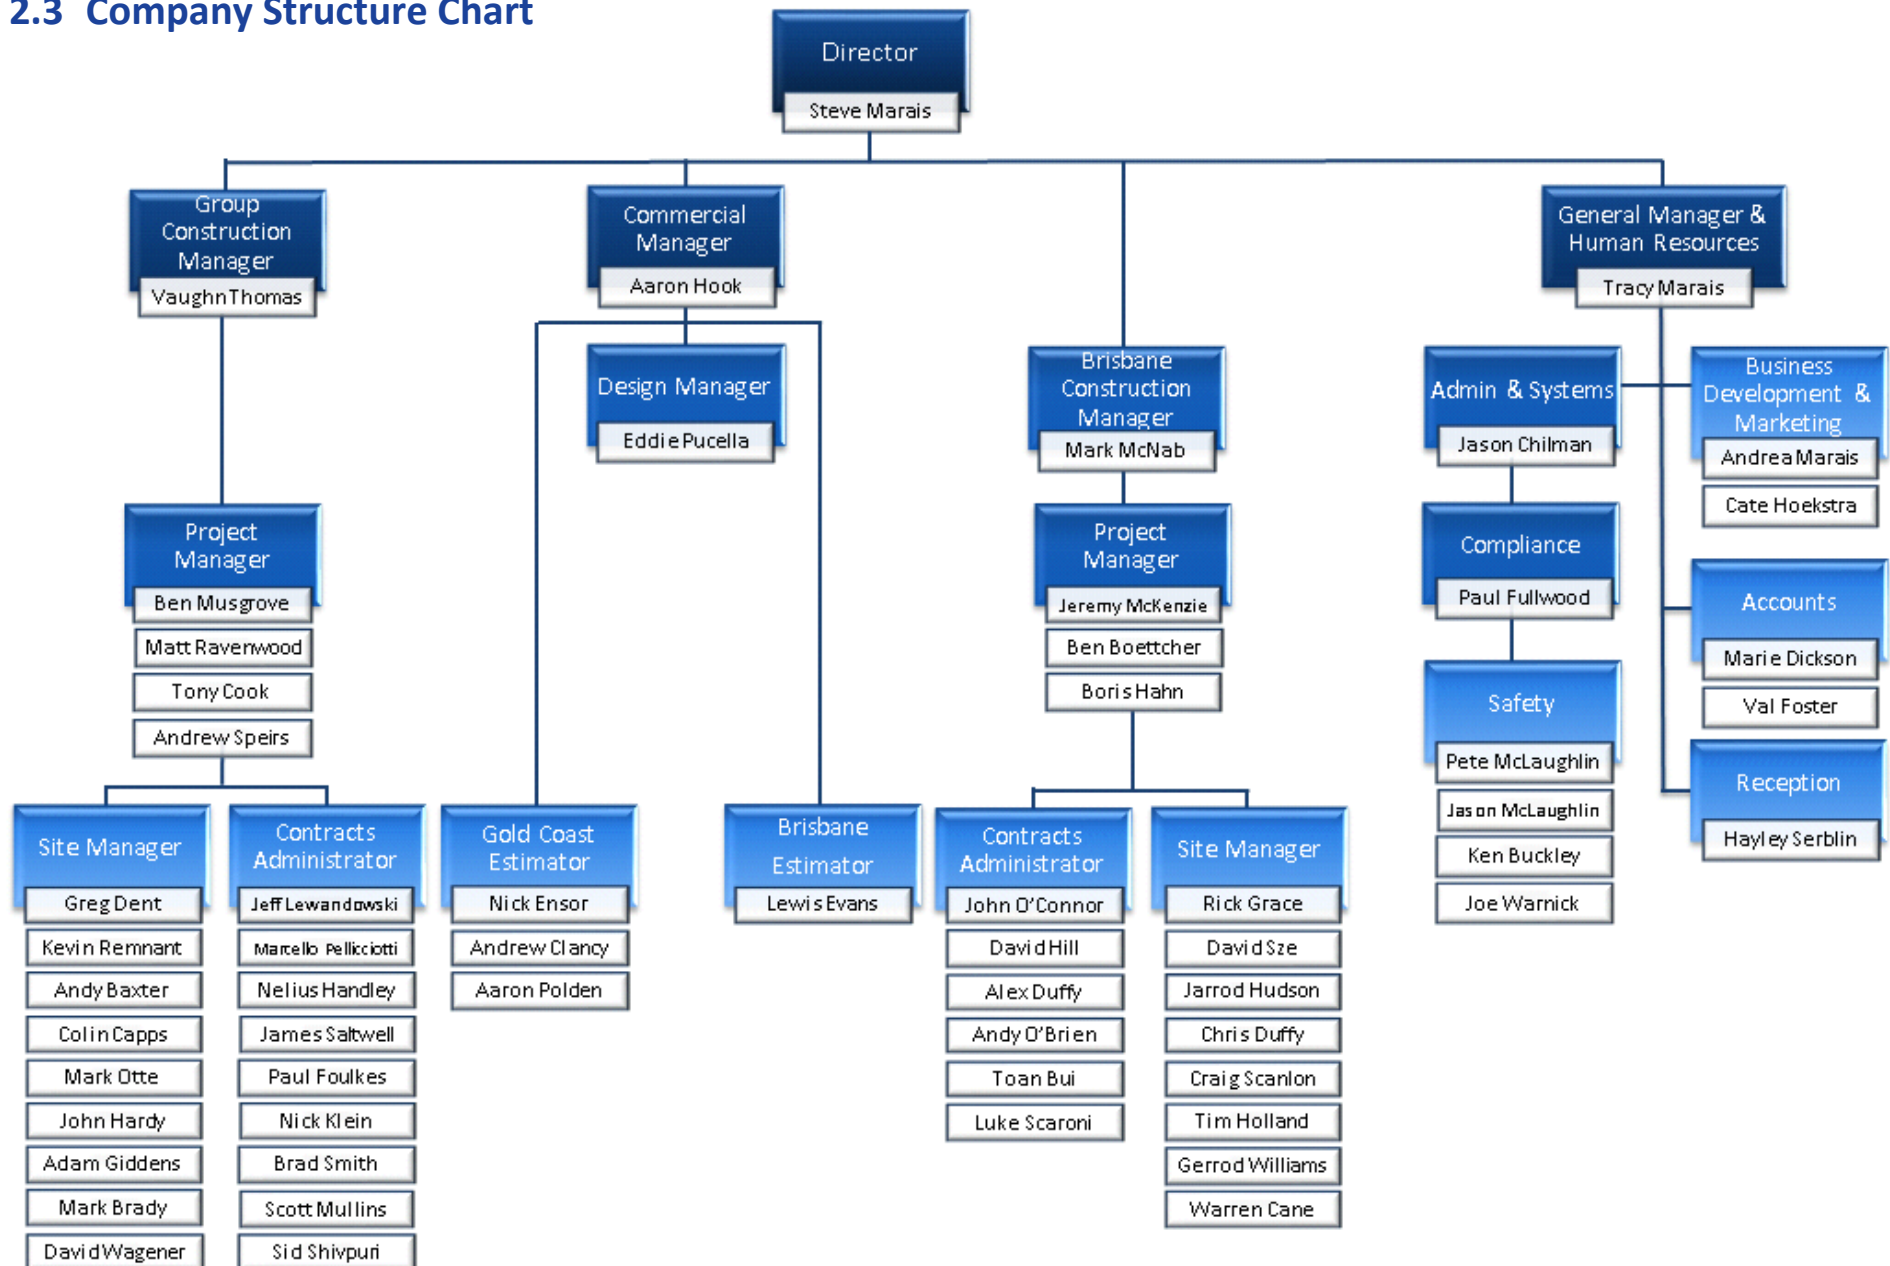 2.3 Company Structure Chart
Director
Steve Marais
Group
Construction
Manager
Vaughn Thomas
Commercial
Manager
Aaron Hook
General Manager &
Human Resources
Tracy Marais
Design Manager
Eddie Pucella
Brisbane
Construction
Manager
Mark McNab
Admin & Systems
Jason Chilman
Business
Development &
Marketing
Andrea Marais
Cate Hoekstra
Project
Manager
Ben Musgrove
Matt Ravenwood
Tony Cook
Andrew Speirs
Project
Manager
Jeremy McKenzie
Ben Boettcher
Boris Hahn
Compliance
Paul Fullwood
Accounts
Marie Dickson
Val Foster
Safety
Pete McLaughlin
Jason McLaughlin
Ken Buckley
Joe Warnick
Reception
Hayley Serblin
Site Manager
Greg Dent
Kevin Remnant
Andy Baxter
Colin Capps
Mark Otte
John Hardy
Adam Giddens
Mark Brady
David Wagener
Contracts
Administrator
Jeff Lewandowski
Martello Pellicciotti
Nelius Handley
James Saltwell
Paul Foulkes
Nick Klein
Brad Smith
Scott Mullins
Sid Shivpuri
Gold Coast
Estimator
Nick Ensor
Andrew Clancy
Aaron Polden
Brisbane
Estimator
Lewis Evans
Contracts
Administrator
John O'Connor
David Hill
Alex Duffy
Andy O'Brien
Toan Bui
Luke Scaroni
Site Manager
Rick Grace
David Sze
Jarrod Hudson
Chris Duffy
Craig Scanlon
Tim Holland
Gerrod Williams
Warren Cane